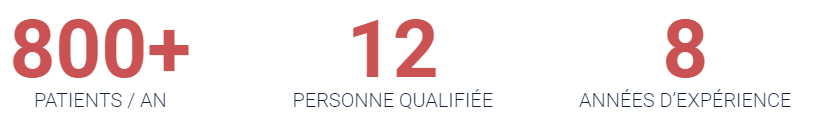 800+ 12 8
PATIENTS / AN PERSONNE QUALIFIÉE ANNÉES D'EXPÉRIENCE